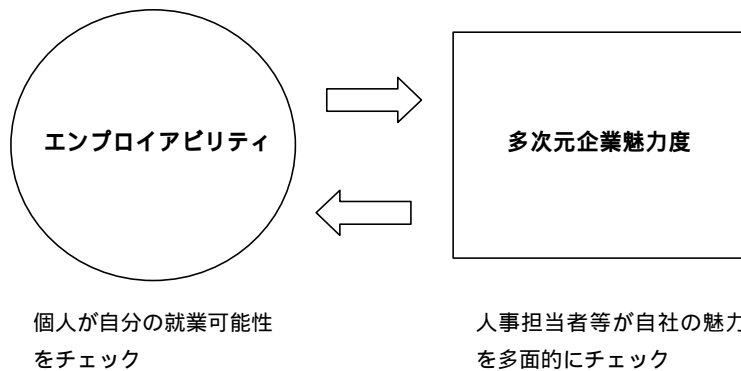 エンプロイアビリティ
多次元企業魅力度
個人が自分の就業可能性
をチェック
人事担当者等が自社の魅力
を多面的にチェック